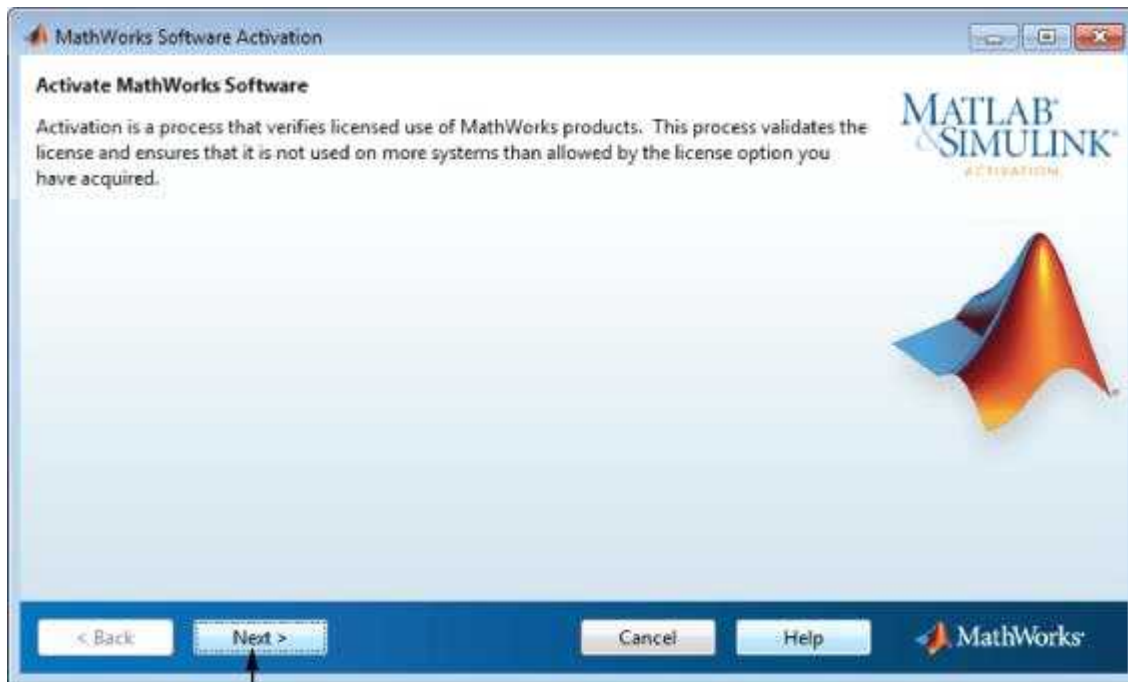 MathWorks Software Activation
Activate MathWorks Software
Activation is a process that verifies licensed use of MathWorks products. This process validates the
license and ensures that it is not used on more systems than allowed by the license option you
have acquired.
MATLAB®
&SIMULINK®
ACTIVATION
< Back
Next >
Cancel
Help
MathWorks®